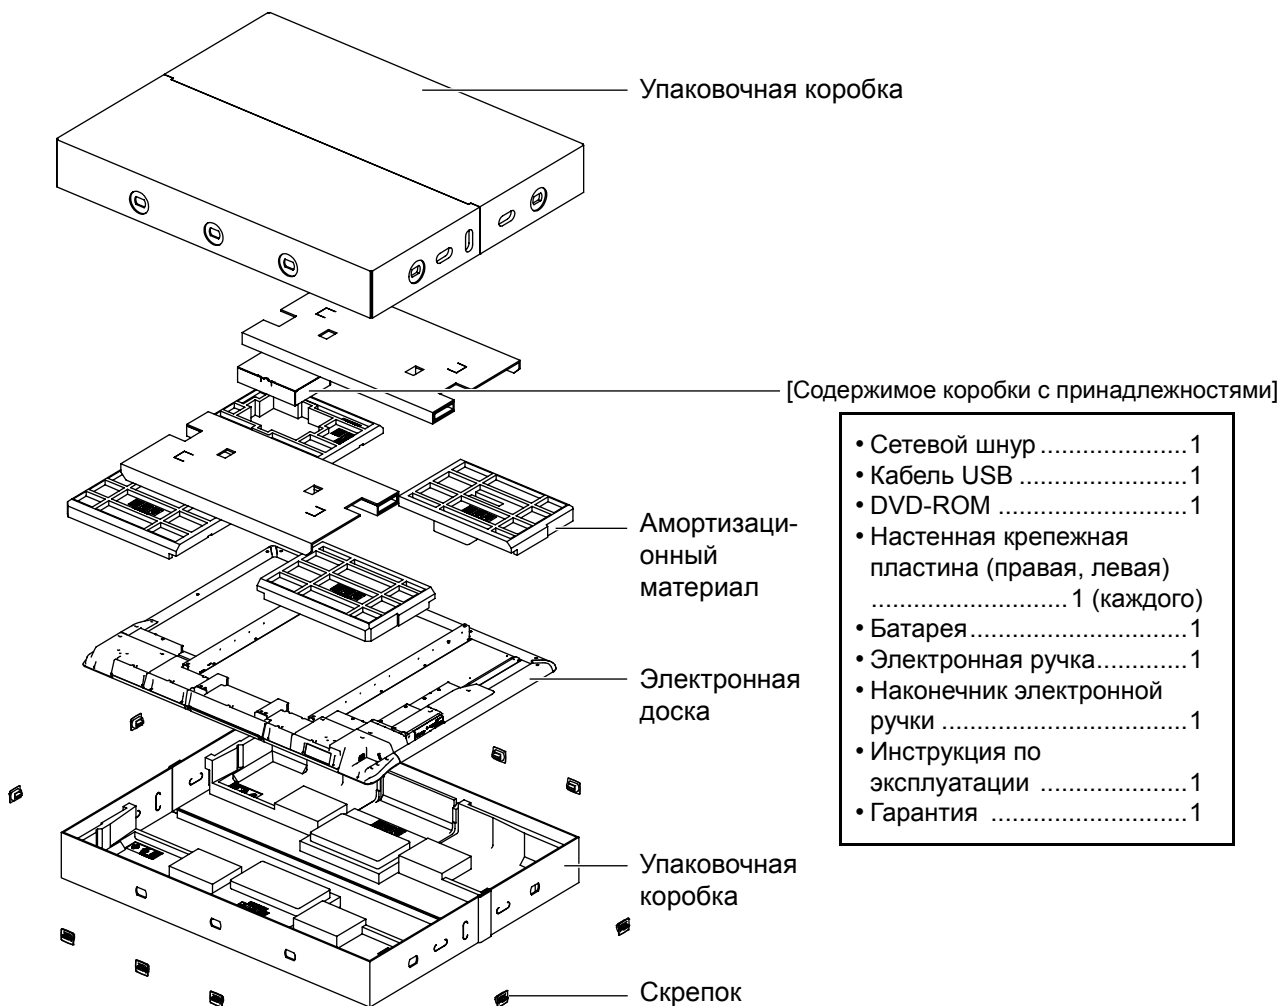 Упаковочная коробка
[Содержимое коробки с принадлежностями]
• Сетевой шнур ......................1
• Кабель USB .........................1
• DVD-ROM ............................1
• Настенная крепежная
пластина (правая, левая)
............................. 1 (каждого)
• Батарея.................................1
• Электронная ручка..............1
• Наконечник электронной
ручки .....................................1
• Инструкция по
эксплуатации ......................1
• Гарантия ..............................1
Амортизаци-
онный
материал
Электронная
доска
Упаковочная
коробка
Скрепок